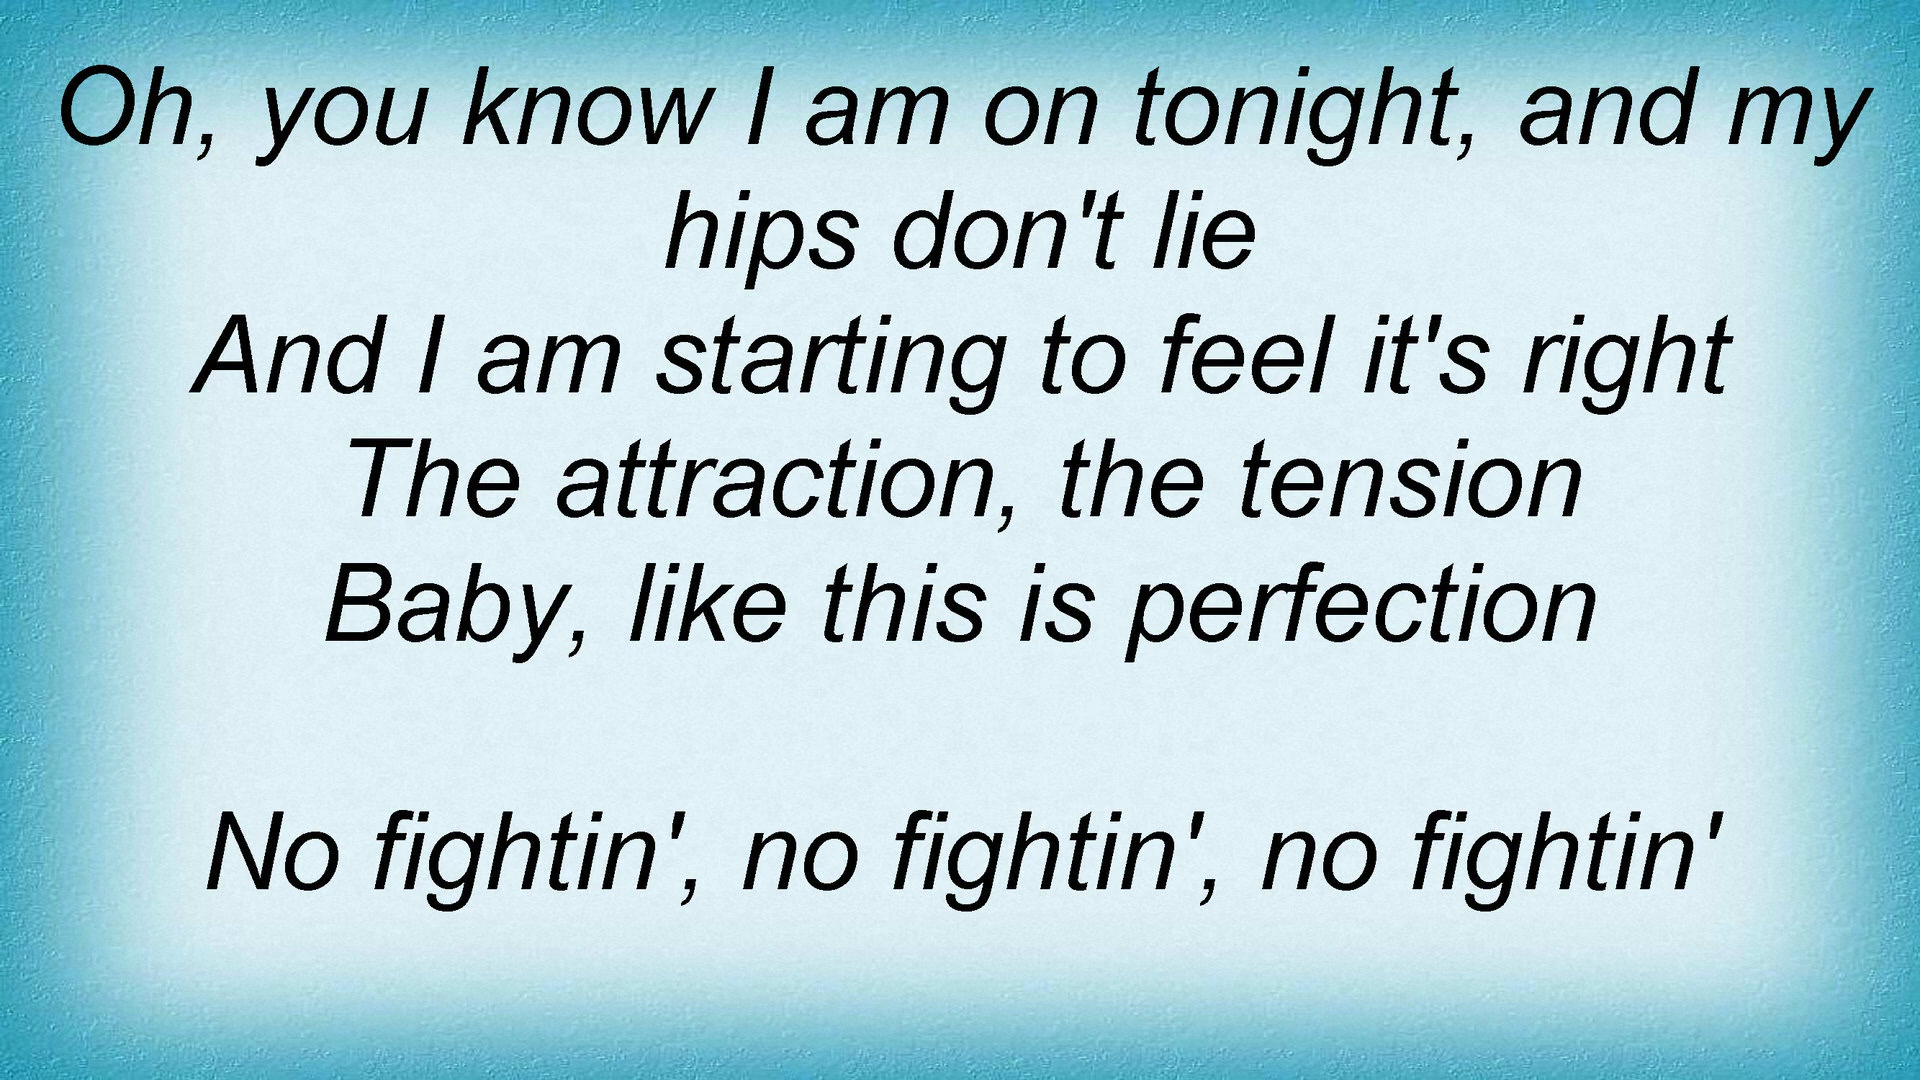 Oh, you know I am on tonight, and my
hips don't lie
And I am starting to feel it's right
The attraction, the tension
Baby, like this is perfection
No fightin', no fightin', no fightin'